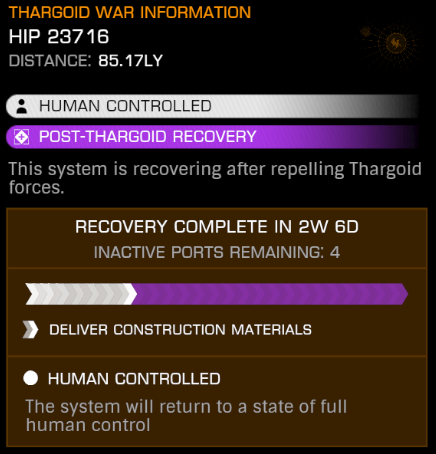 THARGOID WAR INFORMATION
HIP 23716
DISTANCE: 85.17LY
HUMAN CONTROLLED
POST-THARGOID RECOVERY
This system is recovering after repelling Thargoid
forces.
RECOVERY COMPLETE IN 2W 6D
INACTIVE PORTS REMAINING: 4
DELIVER CONSTRUCTION MATERIALS
HUMAN CONTROLLED
The system will return to a state of full
human control